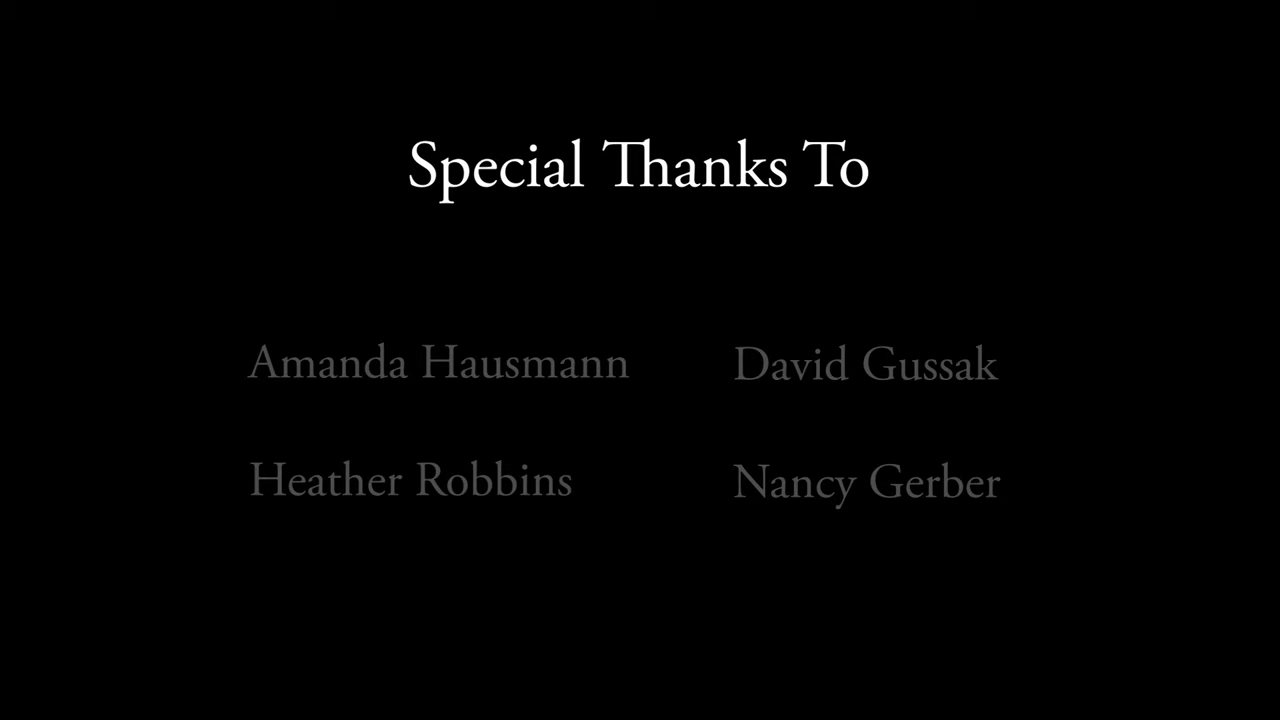 Special Thanks To
Amanda Hausmann
David Gussak
Heather Robbins
Nancy Gerber